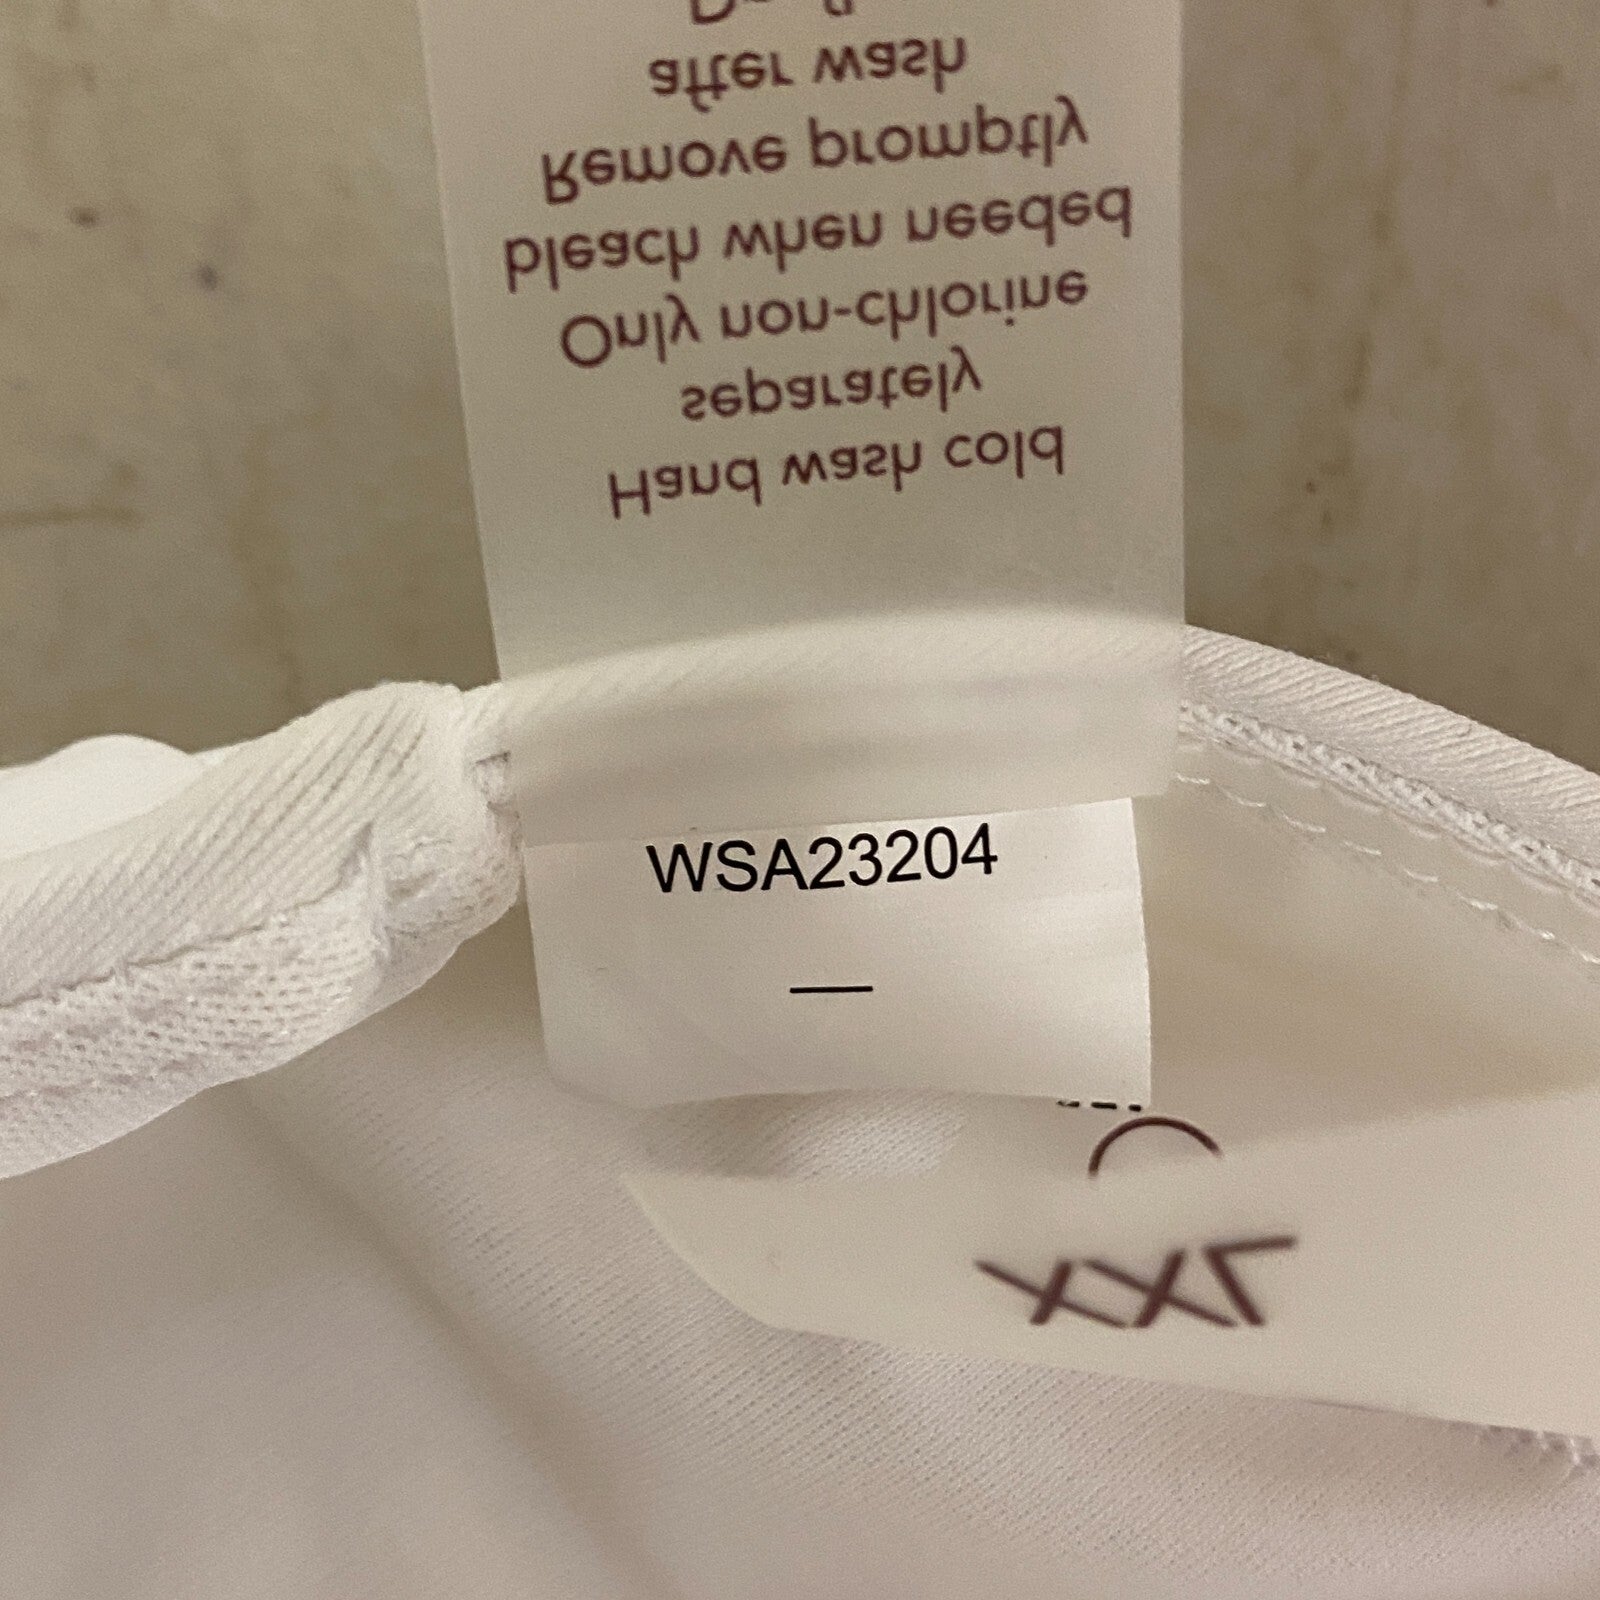 Hand wash cold
separately
Only non-chlorine
bleach when needed
Remove promptly
after wash
WSA23204
—
XXL